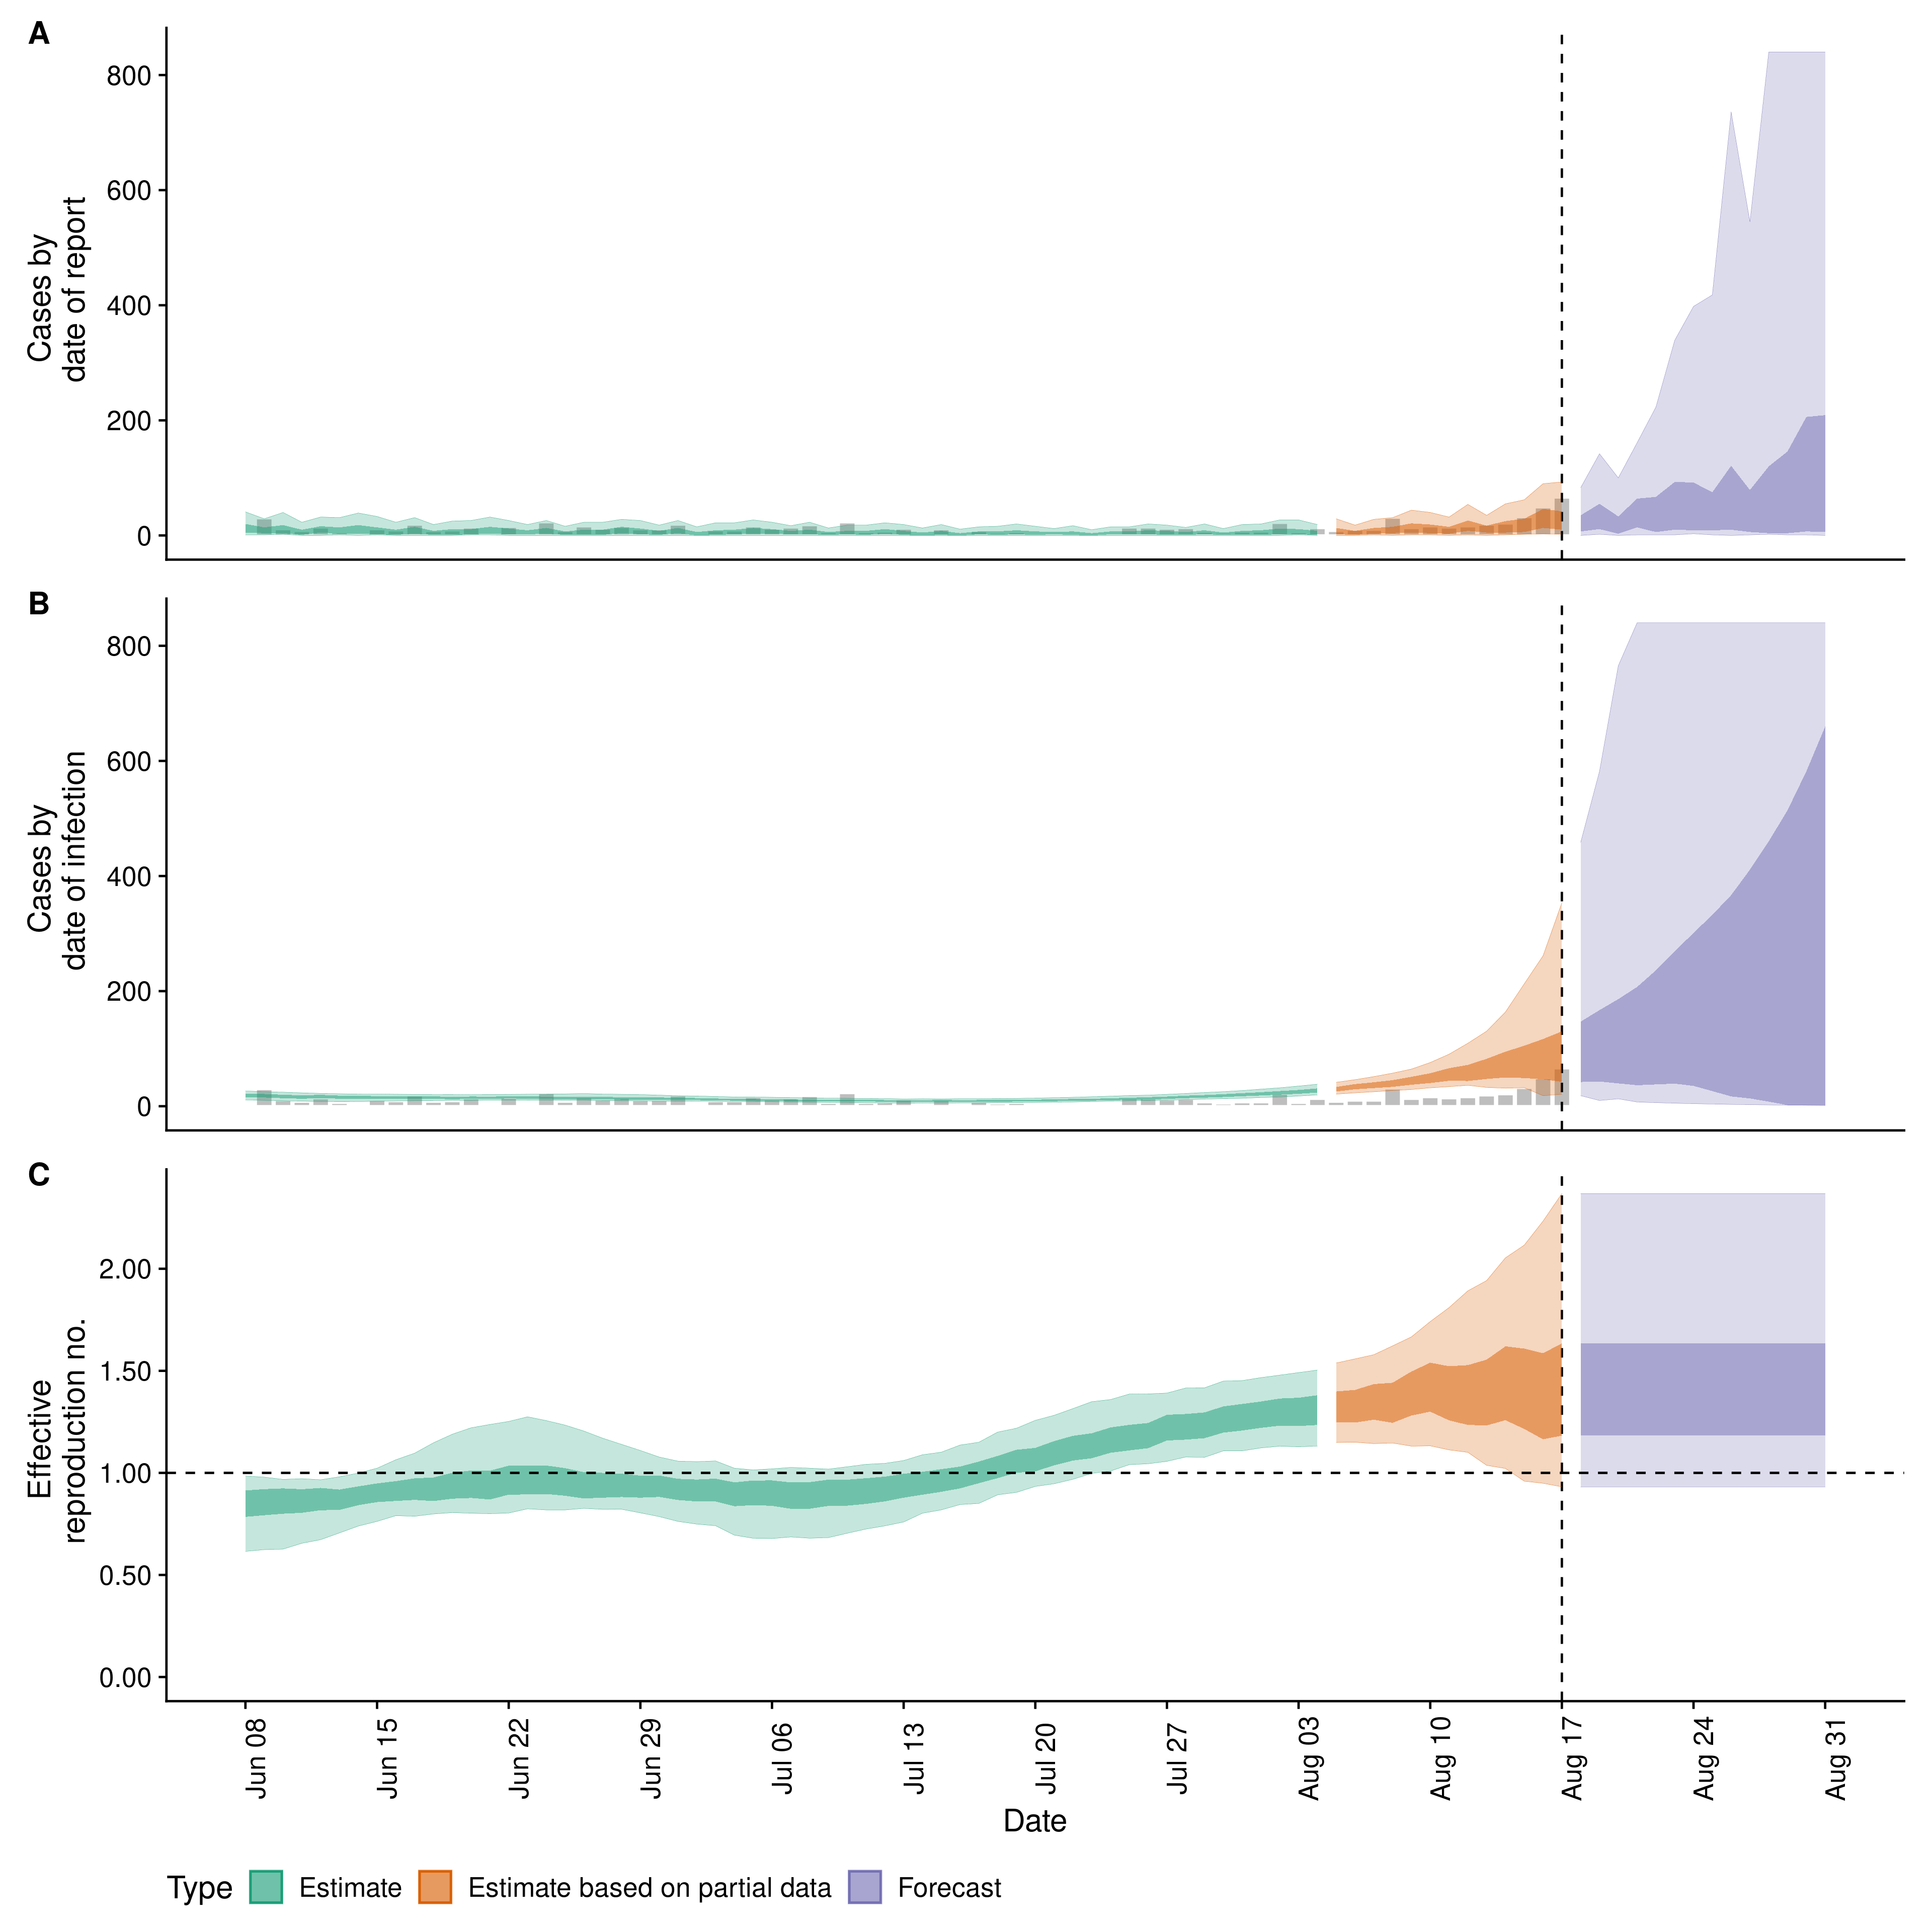 A
Cases by
date of report
800
600
400
200
0
B
Cases by
date of infection
800
600
400
200
0
C
Effective
reproduction no.
2.00
1.50
1.00
0.50
0.00
Jun 08
Jun 15
Jun 22
Jun 29
Jul 06
Jul 13
Jul 20
Jul 27
Aug 03
Aug 10
Aug 17
Aug 24
Aug 31
Date
Type Estimate Estimate based on partial data Forecast